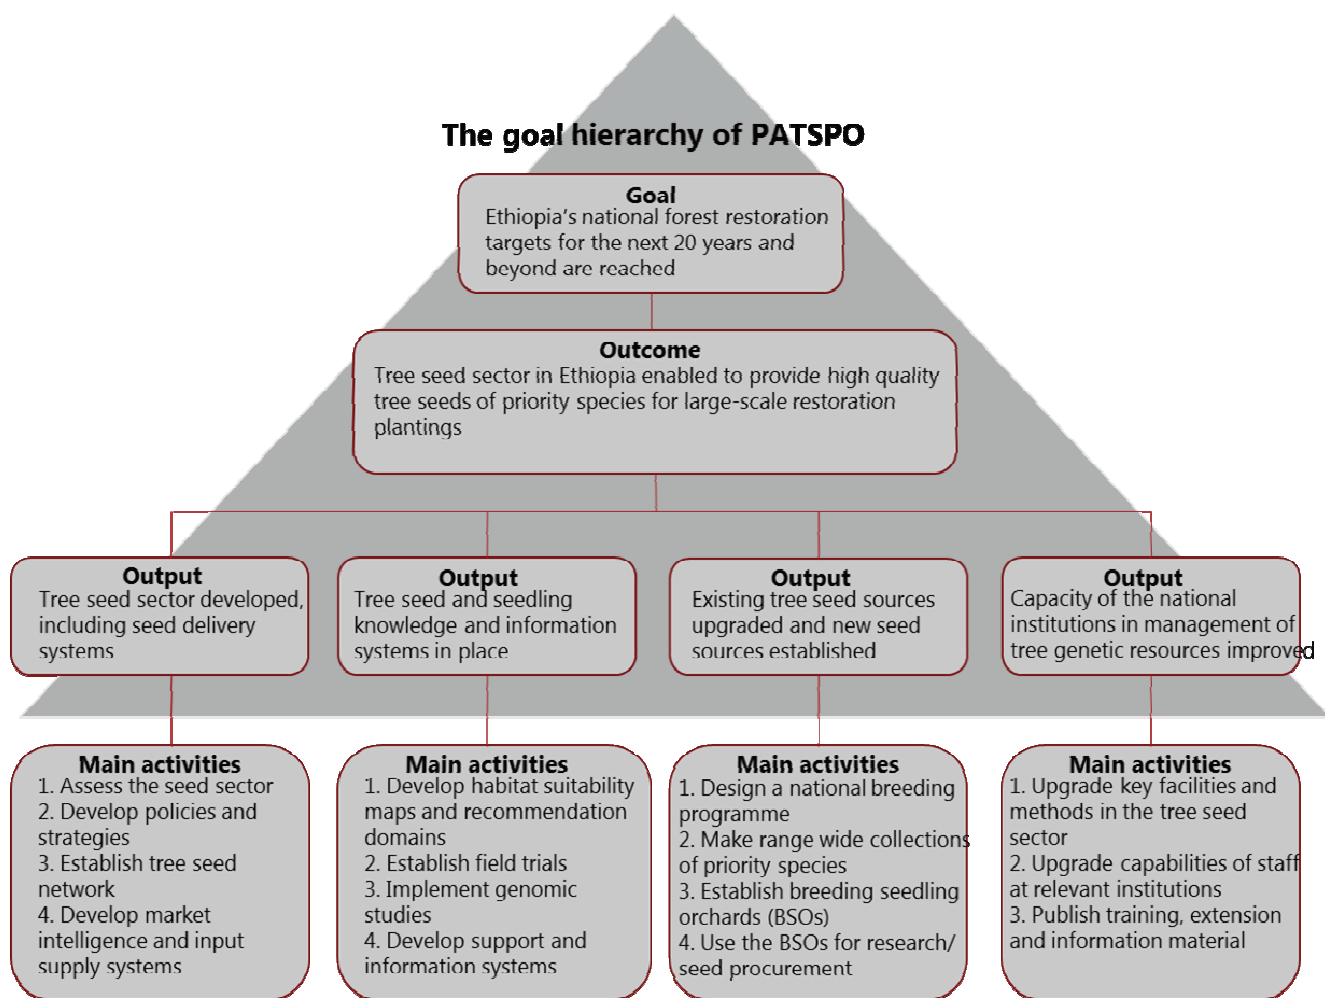 The goal hierarchy of PATSPO
Goal
Ethiopia's national forest restoration
targets for the next 20 years and
beyond are reached
Outcome
Tree seed sector in Ethiopia enabled to provide high quality
tree seeds of priority species for large-scale restoration
plantings
Output
Tree seed sector developed,
including seed delivery
systems
Output
Tree seed and seedling
knowledge and information
systems in place
Output
Existing tree seed sources
upgraded and new seed
sources established
Output
Capacity of the national
institutions in management of
tree genetic resources improved
Main activities
1. Assess the seed sector
2. Develop policies and
strategies
3. Establish tree seed
network
4. Develop market
intelligence and input
supply systems
Main activities
1. Develop habitat suitability
maps and recommendation
domains
2. Establish field trials
3. Implement genomic
studies
4. Develop support and
information systems
Main activities
1. Design a national breeding
programme
2. Make range wide collections
of priority species
3. Establish breeding seedling
orchards (BSOs)
4. Use the BSOs for research/
seed procurement
Main activities
1. Upgrade key facilities and
methods in the tree seed
sector
2. Upgrade capabilities of staff
at relevant institutions
3. Publish training, extension
and information material